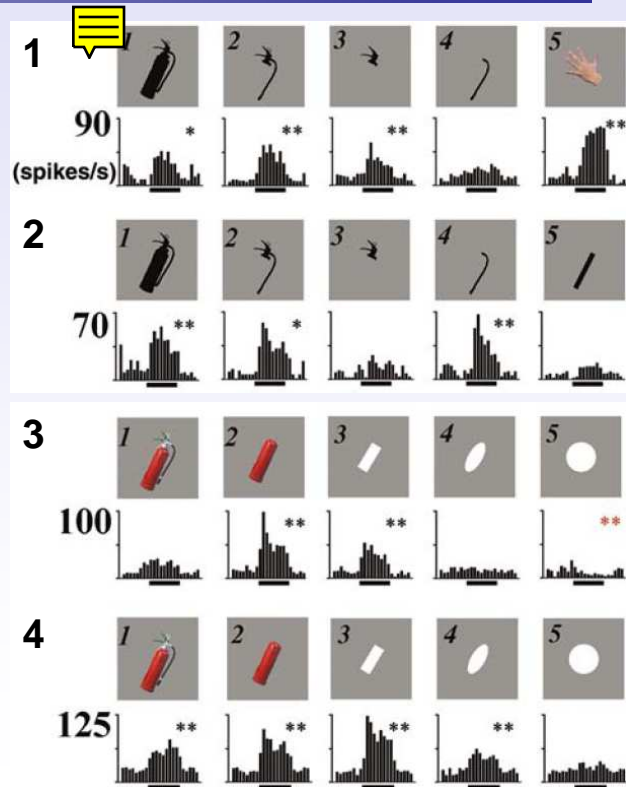 1
1 2 3 4 5
90 * ** ** **
(spikes/s)
2
1 2 3 4 5
70 ** * **
3
1 2 3 4 5
100 ** ** **
4
1 2 3 4 5
125 ** ** ** **